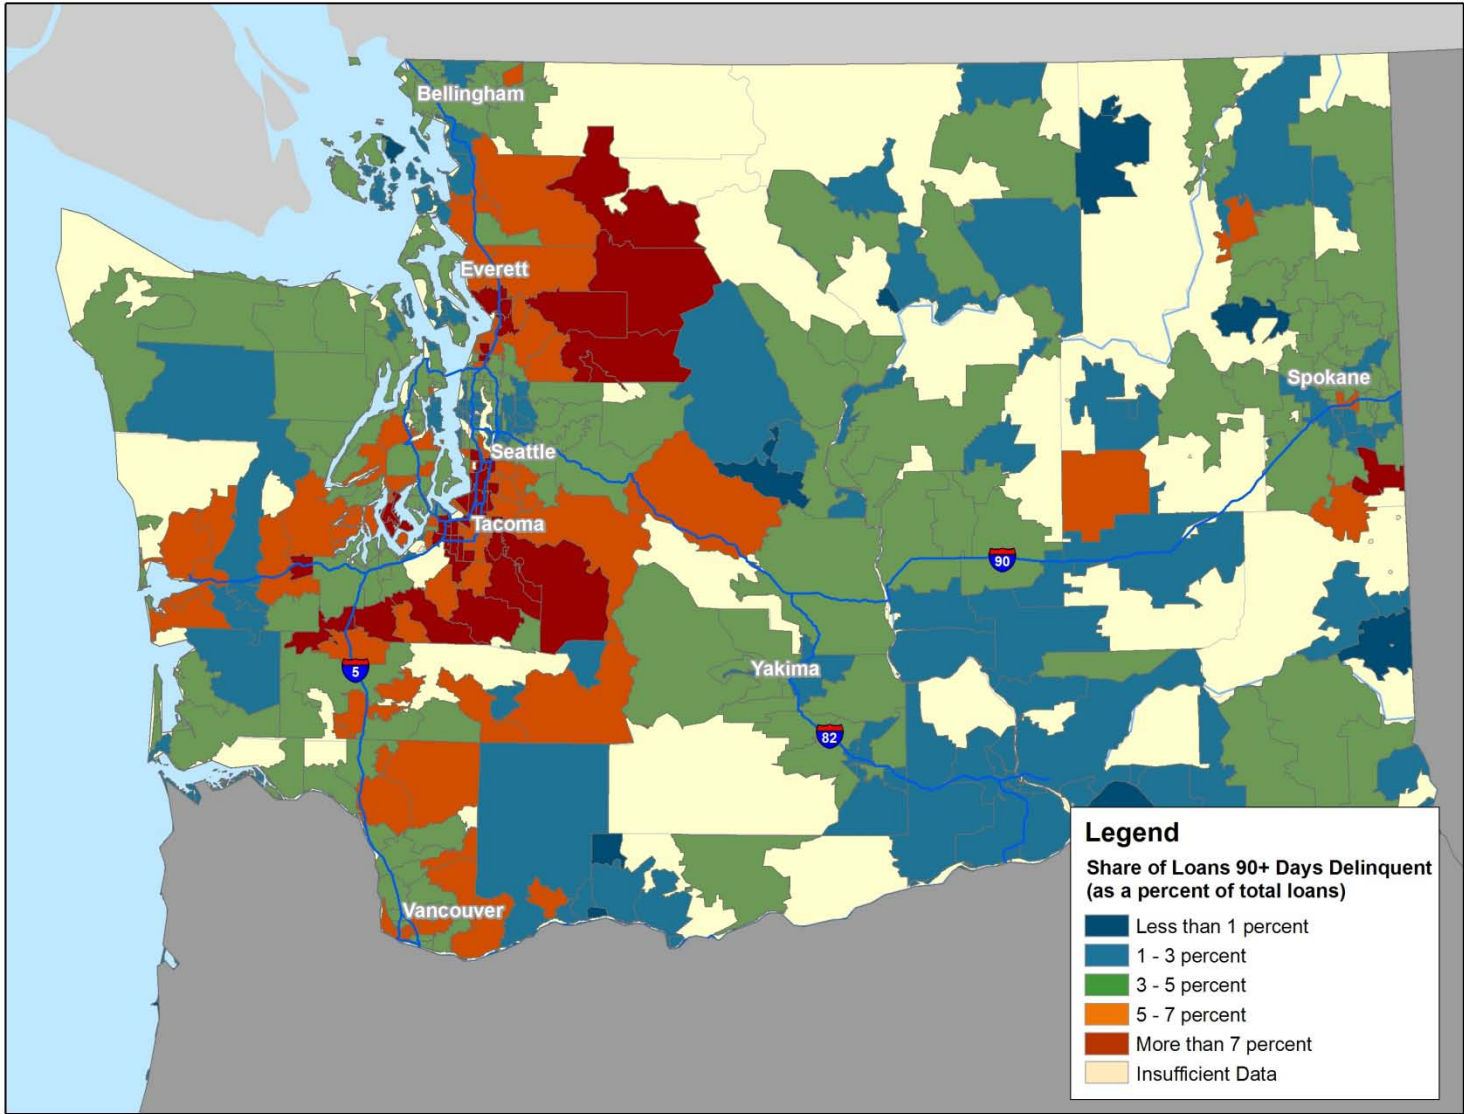 Bellingham
Everett
Spokane
Seattle
Tacoma
90
5
Yakima
82
Vancouver
Legend
Share of Loans 90+ Days Delinquent
(as a percent of total loans)
Less than 1 percent
1 - 3 percent
3 - 5 percent
5 - 7 percent
More than 7 percent
Insufficient Data